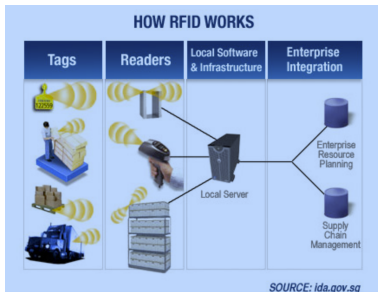 HOW RFID WORKS
Tags
Readers
Local Software
& Infrastructure
Enterprise
Integration
Local Server
Enterprise
Resource
Planning
Supply
Chain
Management
SOURCE: ida.gov.sg